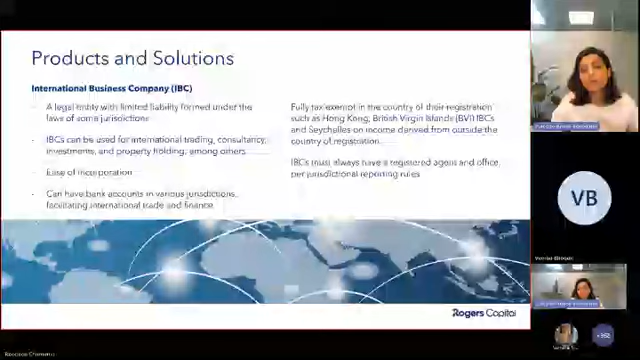 Products and Solutions
International Business Company (IBC)
- A legal entity with limited liability formed under the
laws of some jurisdictions
- IBCs can be used for international trading, consultancy,
investments, and property holding, among others
- Ease of incorporation
- Can have bank accounts in various jurisdictions,
facilitating international trade and finance
Fully tax exempt in the country of their registration
such as Hong Kong, British Virgin Islands (BVI) IBCs
and Seychelles on income derived from outside the
country of registration.
IBCs must always have a registered agent and office,
per jurisdictional reporting rules
Rogers Capital
VB